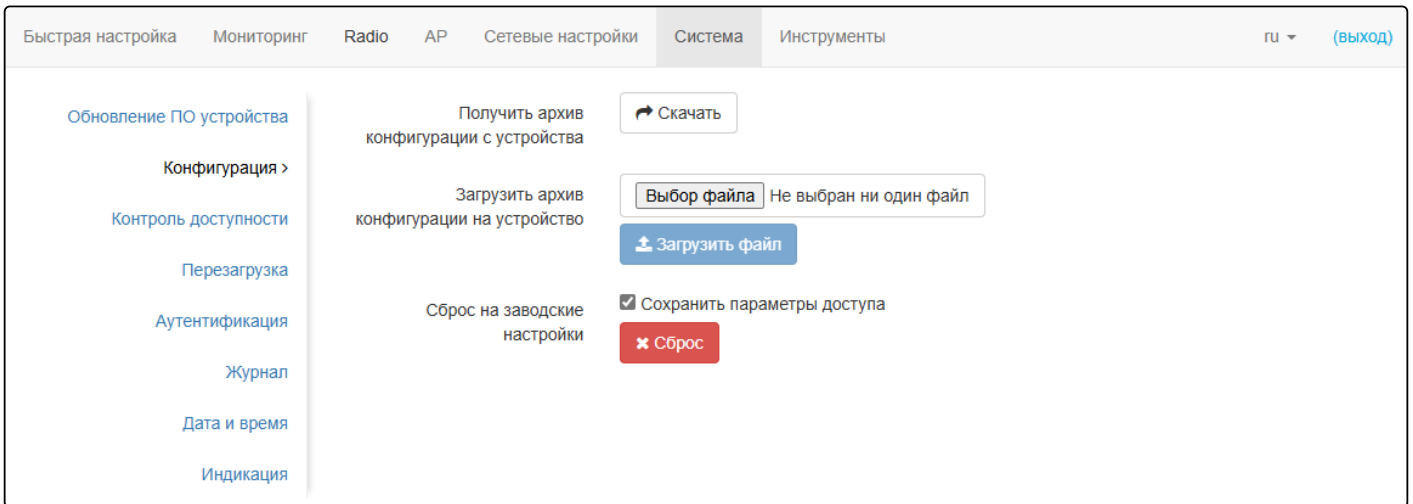 Быстрая настройка Мониторинг Radio AP Сетевые настройки Система Инструменты ru (выход)
Обновление ПО устройства
Конфигурация >
Контроль доступности
Перезагрузка
Аутентификация
Журнал
Дата и время
Индикация
Получить архив
конфигурации с устройства
Скачать
Загрузить архив
конфигурации на устройство
Выбор файла Не выбран ни один файл
Загрузить файл
Сброс на заводские
настройки
Сохранить параметры доступа
Сброс